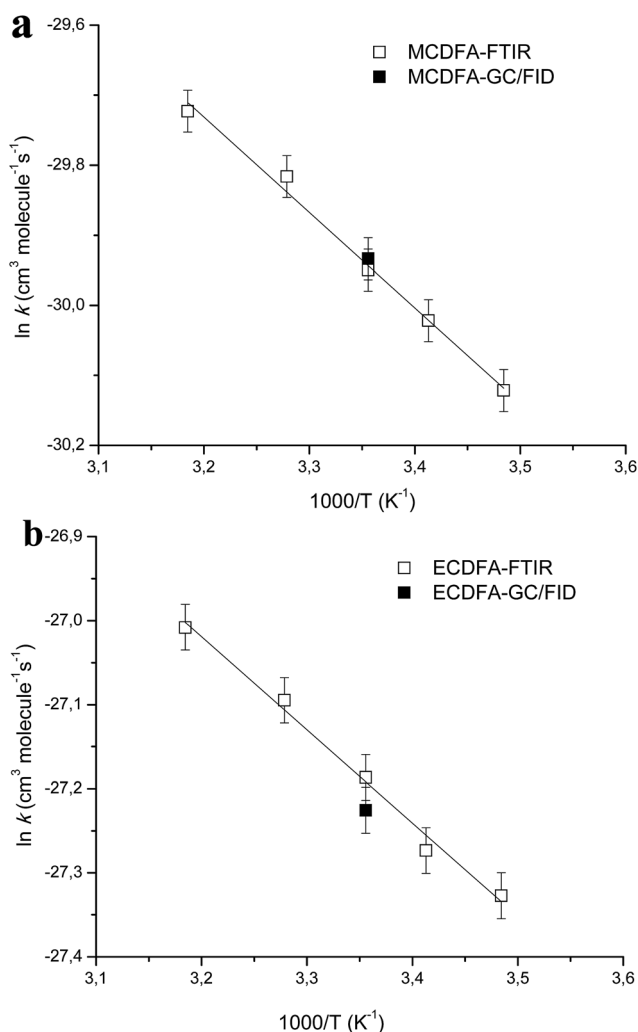 a
-29,6
MCDFA-FTIR
MCDFA-GC/FID
-29,8
-30,0
-30,2
ln k (cm³ molecule⁻¹s⁻¹)
3,1 3,2 3,3 3,4 3,5 3,6
1000/T (K⁻¹)
b
-26,9
ECDFA-FTIR
ECDFA-GC/FID
-27,0
-27,1
-27,2
-27,3
-27,4
ln k (cm³ molecule⁻¹s⁻¹)
3,1 3,2 3,3 3,4 3,5 3,6
1000/T (K⁻¹)